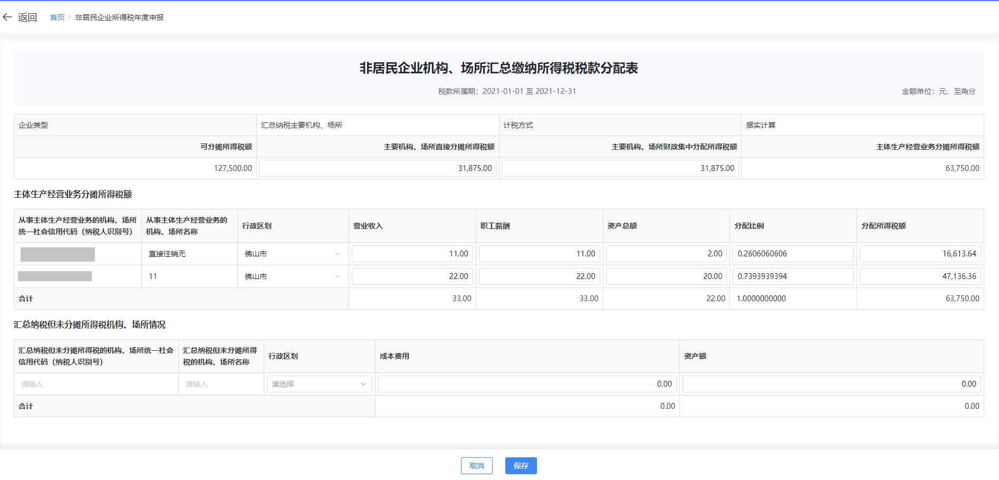 返回 首页 > 非居民企业所得税年度申报
非居民企业机构、场所汇总缴纳所得税税款分配表
税款所属期：2021-01-01 至 2021-12-31 金额单位：元，至角分
企业类型 汇总纳税主要机构、场所 计税方式 据实计算
可分摊所得税额 主要机构、场所直接分摊所得税额 主要机构、场所财政集中分配所得税额 主体生产经营业务分摊所得税额
127,500.00 31,875.00 31,875.00 63,750.00
主体生产经营业务分摊所得税额
从事主体生产经营业务的机构、场所
统一社会信用代码（纳税人识别号）
从事主体生产经营业务的
机构、场所名称
行政区划 营业收入 职工薪酬 资产总额 分配比例 分配所得税额
直接注销无 佛山市 11.00 11.00 2.00 0.2606060606 16,613.64
11 佛山市 22.00 22.00 20.00 0.7393939394 47,136.36
合计 33.00 33.00 22.00 1.0000000000 63,750.00
汇总纳税但未分摊所得税机构、场所情况
汇总纳税但未分摊所得税的机构、场所统一社会
信用代码（纳税人识别号）
汇总纳税但未分摊所得
税的机构、场所名称
行政区划 成本费用 资产额
请输入 请输入 请选择 0.00 0.00
合计 0.00 0.00
取消 保存